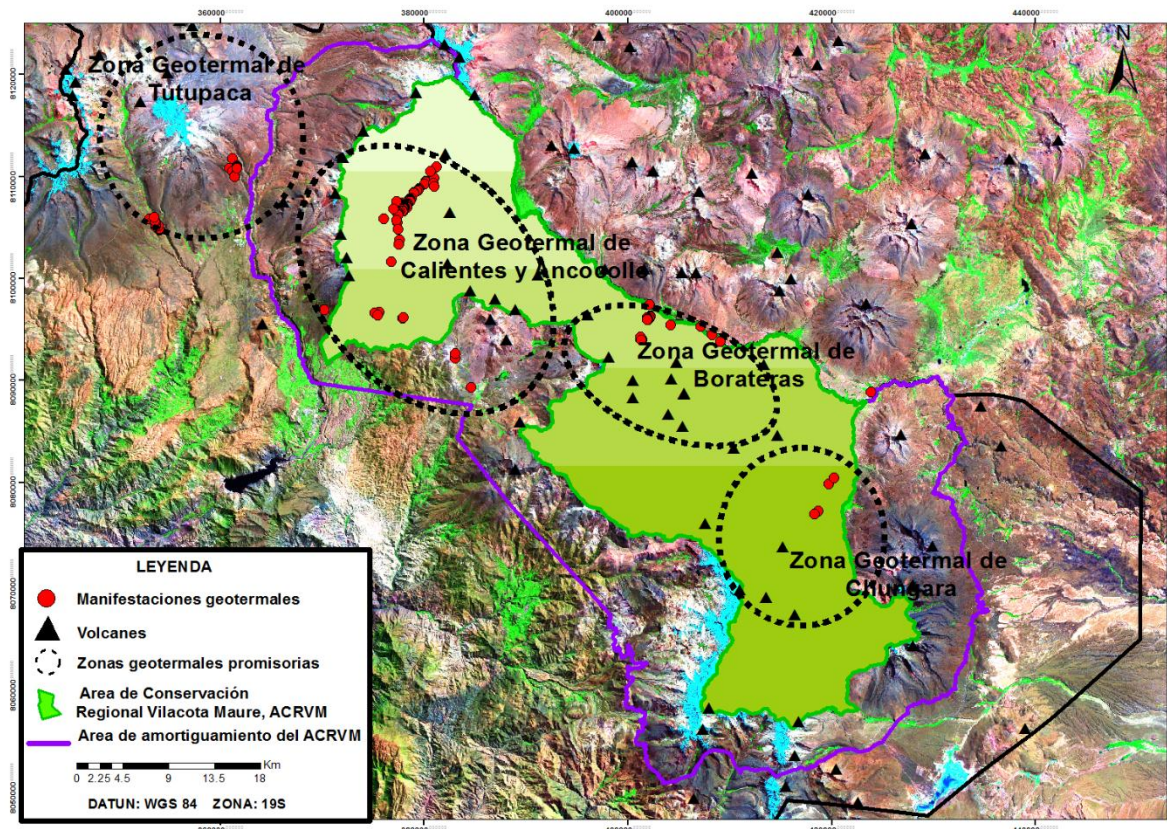 360000
380000
400000
420000
440000
N
Zona Geotermal de
Tutupaca
Zona Geotermal de
Calientes y Ancocollo
Zona Geotermal de
Borateras
Zona Geotermal de
Chungara
8120000
8110000
8100000
8090000
8080000
8070000
8060000
8050000
LEYENDA
Manifestaciones geotermales
Volcanes
Zonas geotermales promisorias
Area de Conservación
Regional Vilacota Maure, ACRVM
Area de amortiguamiento del ACRVM
0 2.25 4.5 9 13.5 18 Km
DATUN: WGS 84 ZONA: 19S